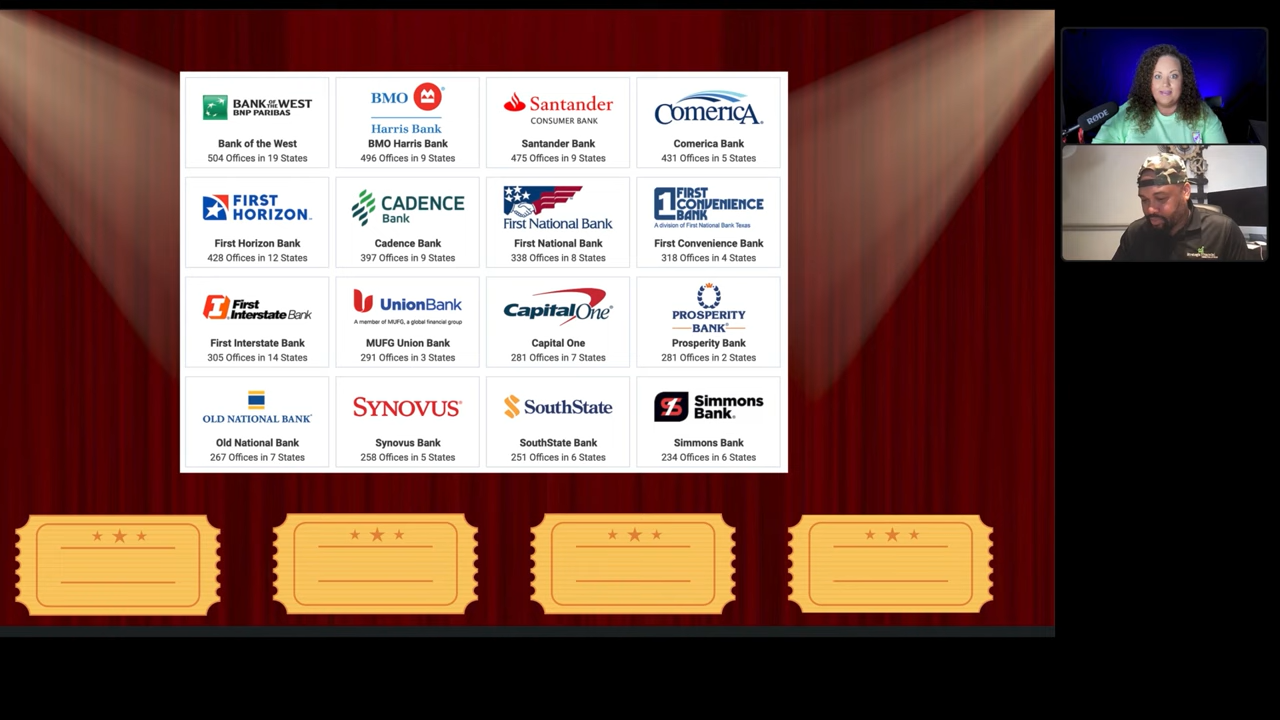 BANK OF THE WEST
BNP PARIBAS
Bank of the West
504 Offices in 19 States
BMO
Harris Bank
BMO Harris Bank
496 Offices in 9 States
Santander
CONSUMER BANK
Santander Bank
475 Offices in 9 States
ComericA
Comerica Bank
431 Offices in 5 States
FIRST
HORIZON
First Horizon Bank
428 Offices in 12 States
CADENCE
Bank
Cadence Bank
397 Offices in 9 States
First National Bank
First National Bank
338 Offices in 8 States
1 FIRST
CONVENIENCE
BANK
A division of First National Bank Texas
First Convenience Bank
318 Offices in 4 States
First
Interstate Bank
First Interstate Bank
305 Offices in 14 States
UnionBank
A member of MUFG, a global financial group
MUFG Union Bank
291 Offices in 3 States
CapitalOne
Capital One
281 Offices in 7 States
PROSPERITY
BANK
Prosperity Bank
281 Offices in 2 States
OLD NATIONAL BANK
Old National Bank
267 Offices in 7 States
SYNOVUS
Synovus Bank
258 Offices in 5 States
SouthState
SouthState Bank
251 Offices in 6 States
Simmons
Bank
Simmons Bank
234 Offices in 6 States
RODE